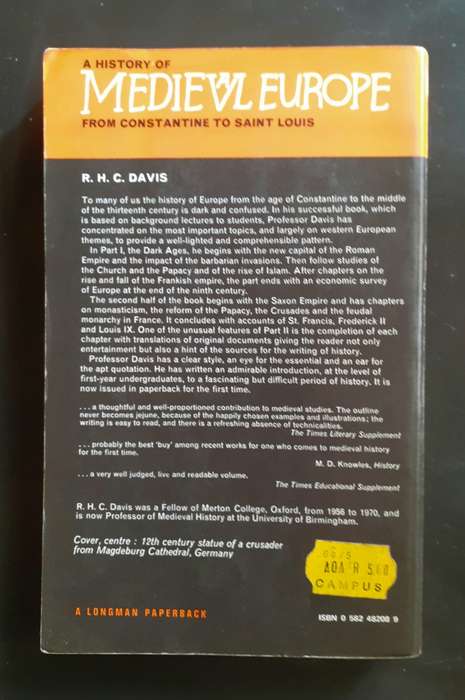 A HISTORY OF
MEDIEVAL EUROPE
FROM CONSTANTINE TO SAINT LOUIS
R. H. C. DAVIS
To many of us the history of Europe from the age of Constantine to the middle
of the thirteenth century is dark and confused. In his successful book, which
is based on background lectures to students, Professor Davis has
concentrated on the most important topics, and largely on western European
themes, to provide a well-lighted and comprehensible pattern.
In Part I, the Dark Ages, he begins with the new capital of the Roman
Empire and the impact of the barbarian invasions. Then follow studies of
the Church and the Papacy and of the rise of Islam. After chapters on the
rise and fall of the Frankish empire, the part ends with an economic survey
of Europe at the end of the ninth century.
The second half of the book begins with the Saxon Empire and has chapters
on monasticism, the reform of the Papacy, the Crusades and the feudal
monarchy in France. It concludes with accounts of St. Francis, Frederick II
and Louis IX. One of the unusual features of Part II is the completion of each
chapter with translations of original documents giving the reader not only
entertainment but also a hint of the sources for the writing of history.
Professor Davis has a clear style, an eye for the essential and an ear for
the apt quotation. He has written an admirable introduction, at the level of
first-year undergraduates, to a fascinating but difficult period of history. It is
now issued in paperback for the first time.
. . . a thoughtful and well-proportioned contribution to medieval studies. The outline
never becomes jejune, because of the happily chosen examples and illustrations; the
writing is easy to read, and there is a refreshing absence of technicalities.
The Times Literary Supplement
. . . probably the best 'buy' among recent works for one who comes to medieval history
for the first time.
M. D. Knowles, History
. . . a very well judged, live and readable volume.
The Times Educational Supplement
R. H. C. Davis was a Fellow of Merton College, Oxford, from 1956 to 1970, and
is now Professor of Medieval History at the University of Birmingham.
Cover, centre : 12th century statue of a crusader
from Magdeburg Cathedral, Germany
CAMPUS
A LONGMAN PAPERBACK
ISBN 0 582 48208 9